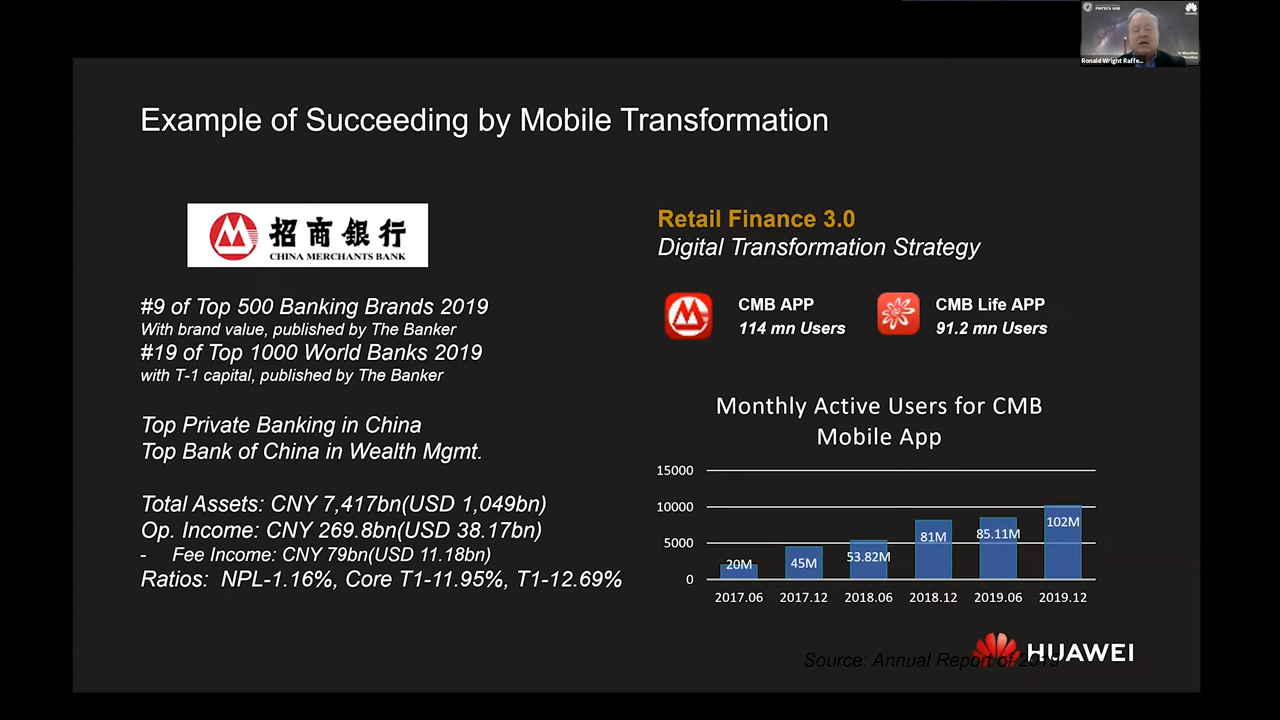 FINTECH HUB
HUAWEI
Ronald Wright Raffe...
Example of Succeeding by Mobile Transformation
招商银行
CHINA MERCHANTS BANK
#9 of Top 500 Banking Brands 2019
With brand value, published by The Banker
#19 of Top 1000 World Banks 2019
with T-1 capital, published by The Banker
Top Private Banking in China
Top Bank of China in Wealth Mgmt.
Total Assets: CNY 7,417bn(USD 1,049bn)
Op. Income: CNY 269.8bn(USD 38.17bn)
- Fee Income: CNY 79bn(USD 11.18bn)
Ratios: NPL-1.16%, Core T1-11.95%, T1-12.69%
Retail Finance 3.0
Digital Transformation Strategy
CMB APP
114 mn Users
CMB Life APP
91.2 mn Users
Monthly Active Users for CMB
Mobile App
15000
10000
5000
0
20M
45M
53.82M
81M
85.11M
102M
2017.06 2017.12 2018.06 2018.12 2019.06 2019.12
Source: Annual Report of
HUAWEI